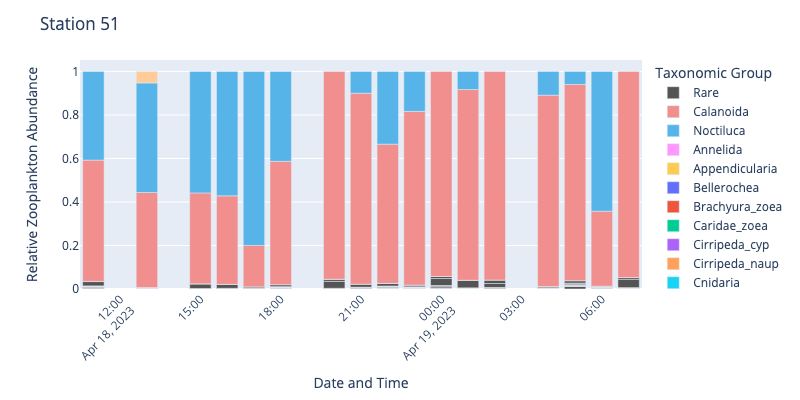 Station 51
Relative Zooplankton Abundance
1
0.8
0.6
0.4
0.2
0
12:00
Apr 18, 2023
15:00
18:00
21:00
00:00
Apr 19, 2023
03:00
06:00
Date and Time
Taxonomic Group
Rare
Calanoida
Noctiluca
Annelida
Appendicularia
Bellerochea
Brachyura_zoea
Caridae_zoea
Cirripeda_cyp
Cirripeda_naup
Cnidaria